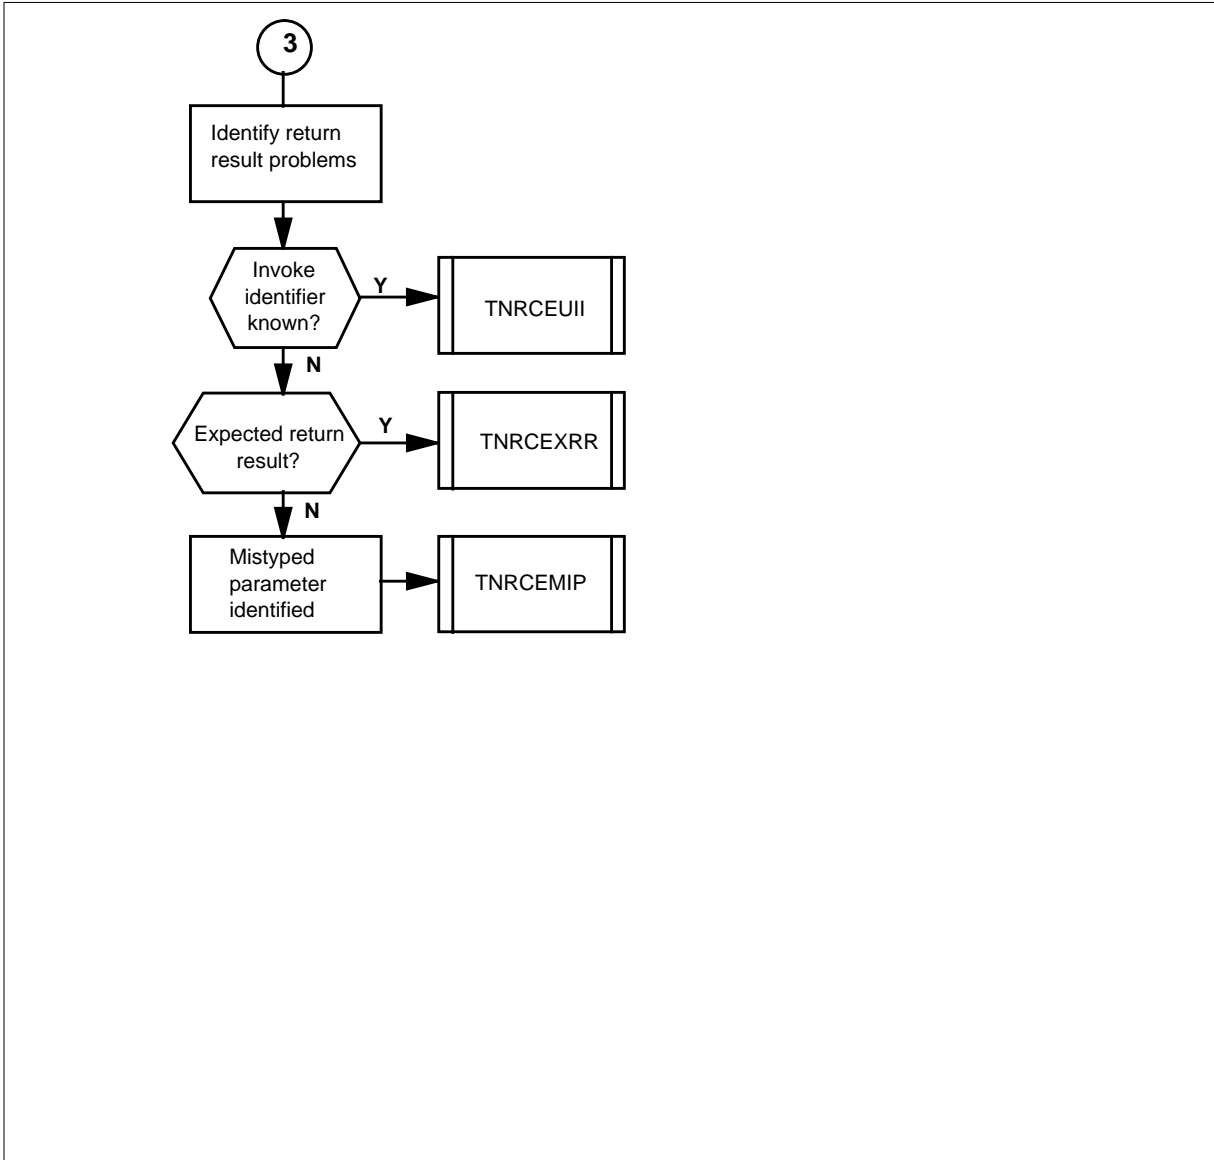 3
Identify return
result problems
Invoke
identifier
known?
Y
TNRCEUII
N
Expected return
result?
Y
TNRCEXRR
N
Mistyped
parameter
identified
TNRCEMIP